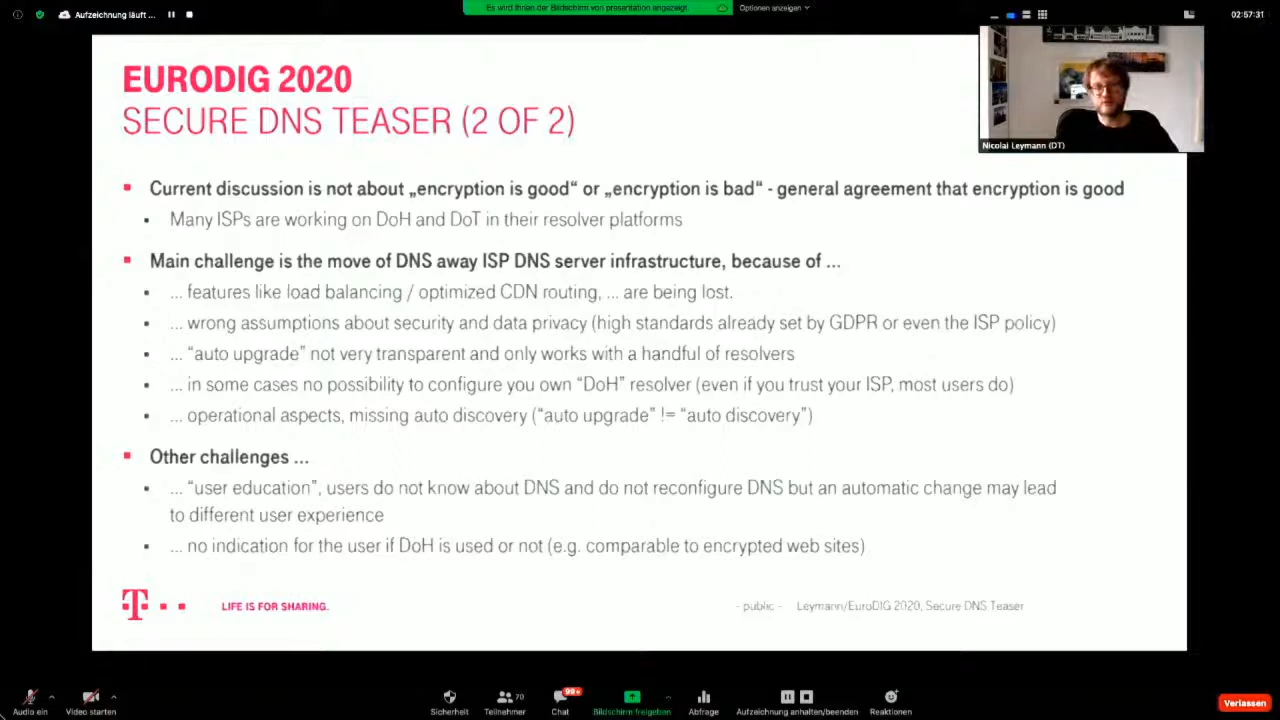 Aufzeichnung läuft ...
Es wird Ihnen der Bildschirm von presentation angezeigt.
Optionen anzeigen
02:57:31
EURODIG 2020
SECURE DNS TEASER (2 OF 2)
Nicolai Leymann (DT)
Current discussion is not about „encryption is good“ or „encryption is bad“ - general agreement that encryption is good
Many ISPs are working on DoH and DoT in their resolver platforms
Main challenge is the move of DNS away ISP DNS server infrastructure, because of ...
... features like load balancing / optimized CDN routing, ... are being lost.
... wrong assumptions about security and data privacy (high standards already set by GDPR or even the ISP policy)
... “auto upgrade” not very transparent and only works with a handful of resolvers
... in some cases no possibility to configure you own “DoH” resolver (even if you trust your ISP, most users do)
... operational aspects, missing auto discovery (“auto upgrade” != “auto discovery”)
Other challenges ...
... “user education”, users do not know about DNS and do not reconfigure DNS but an automatic change may lead
to different user experience
... no indication for the user if DoH is used or not (e.g. comparable to encrypted web sites)
T
LIFE IS FOR SHARING.
- public -
Leymann/EuroDIG 2020, Secure DNS Teaser
Audio ein
Video starten
Sicherheit
70
Teilnehmer
99+
Chat
Bildschirm freigeben
Abfrage
Aufzeichnung anhalten/beenden
Reaktionen
Verlassen